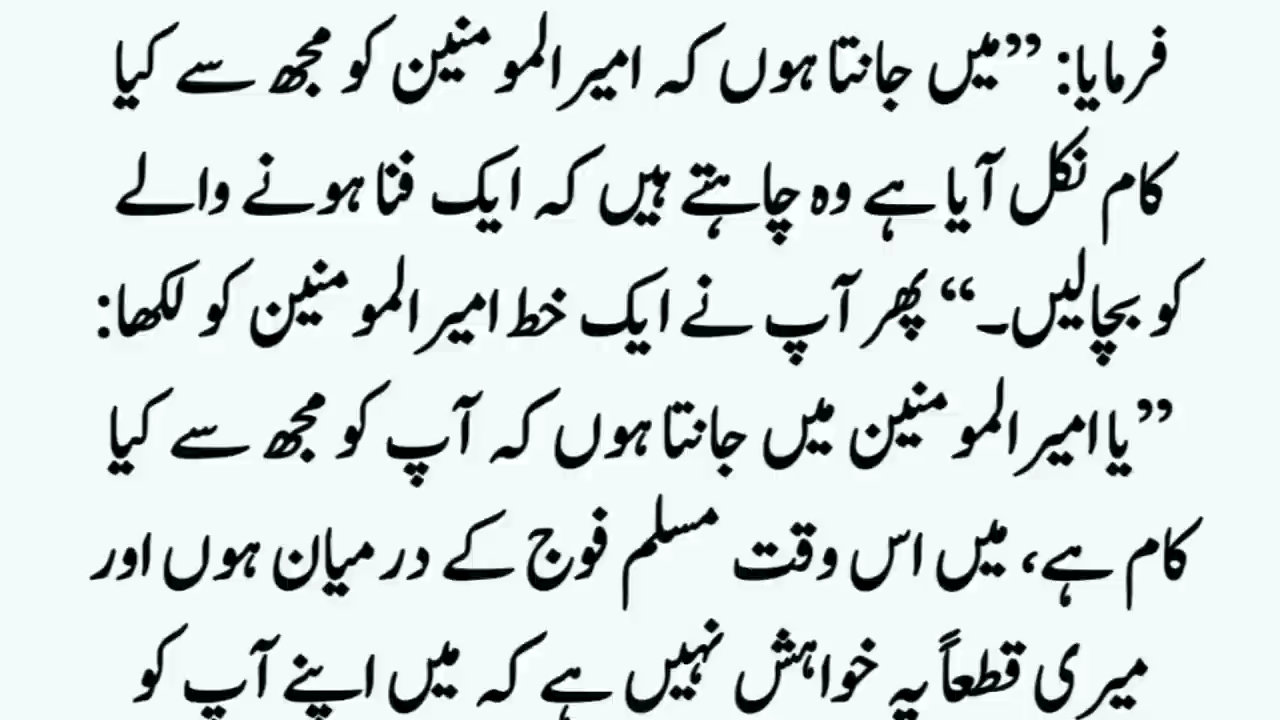 فرمایا: ”میں جانتا ہوں کہ امیر المومنین کو مجھ سے کیا
کام نکل آیا ہے وہ چاہتے ہیں کہ ایک فنا ہونے والے
کو بچالیں۔“ پھر آپ نے ایک خط امیر المومنین کو لکھا:
”یا امیر المومنین میں جانتا ہوں کہ آپ کو مجھ سے کیا
کام ہے، میں اس وقت مسلم فوج کے درمیان ہوں اور
میری قطعاً یہ خواہش نہیں ہے کہ میں اپنے آپ کو